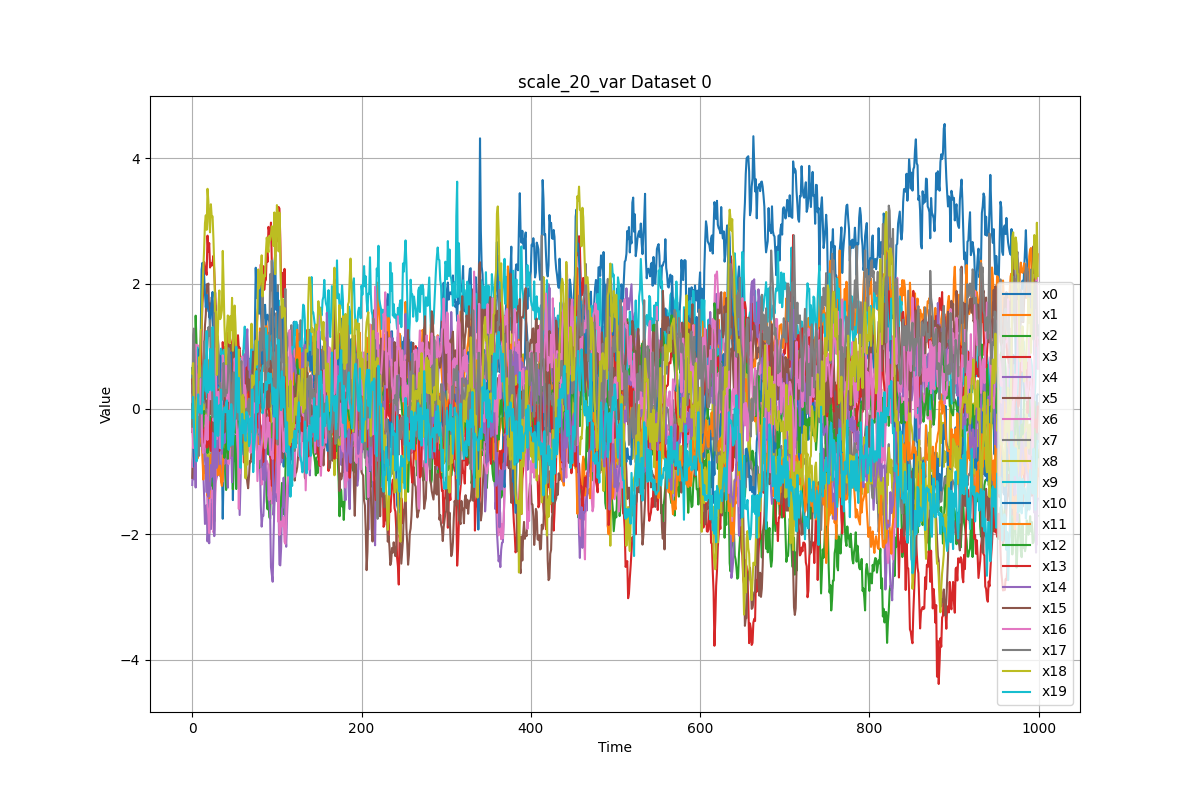 scale_20_var Dataset 0
Value
4
2
0
−2
−4
0
200
400
600
800
1000
Time
x0
x1
x2
x3
x4
x5
x6
x7
x8
x9
x10
x11
x12
x13
x14
x15
x16
x17
x18
x19